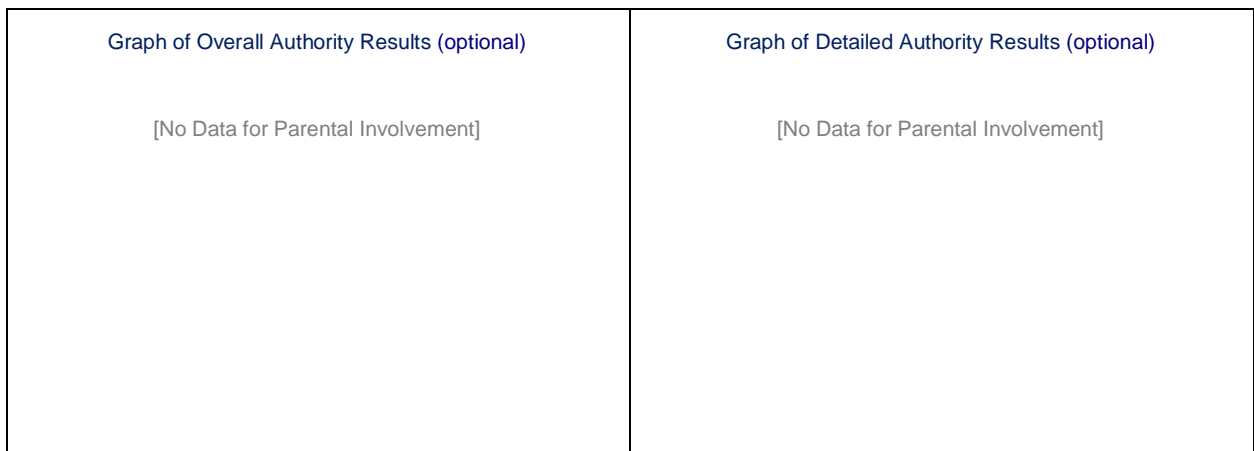 Graph of Overall Authority Results (optional)
[No Data for Parental Involvement]
Graph of Detailed Authority Results (optional)
[No Data for Parental Involvement]